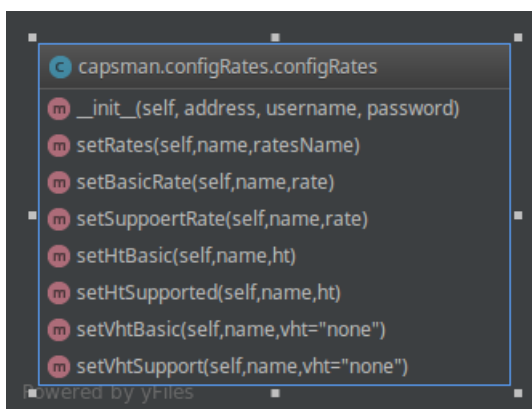 C capsman.configRates.configRates
m __init__(self, address, username, password)
m setRates(self,name,ratesName)
m setBasicRate(self,name,rate)
m setSuppoertRate(self,name,rate)
m setHtBasic(self,name,ht)
m setHtSupported(self,name,ht)
m setVhtBasic(self,name,vht="none")
m setVhtSupport(self,name,vht="none")
Powered by yFiles